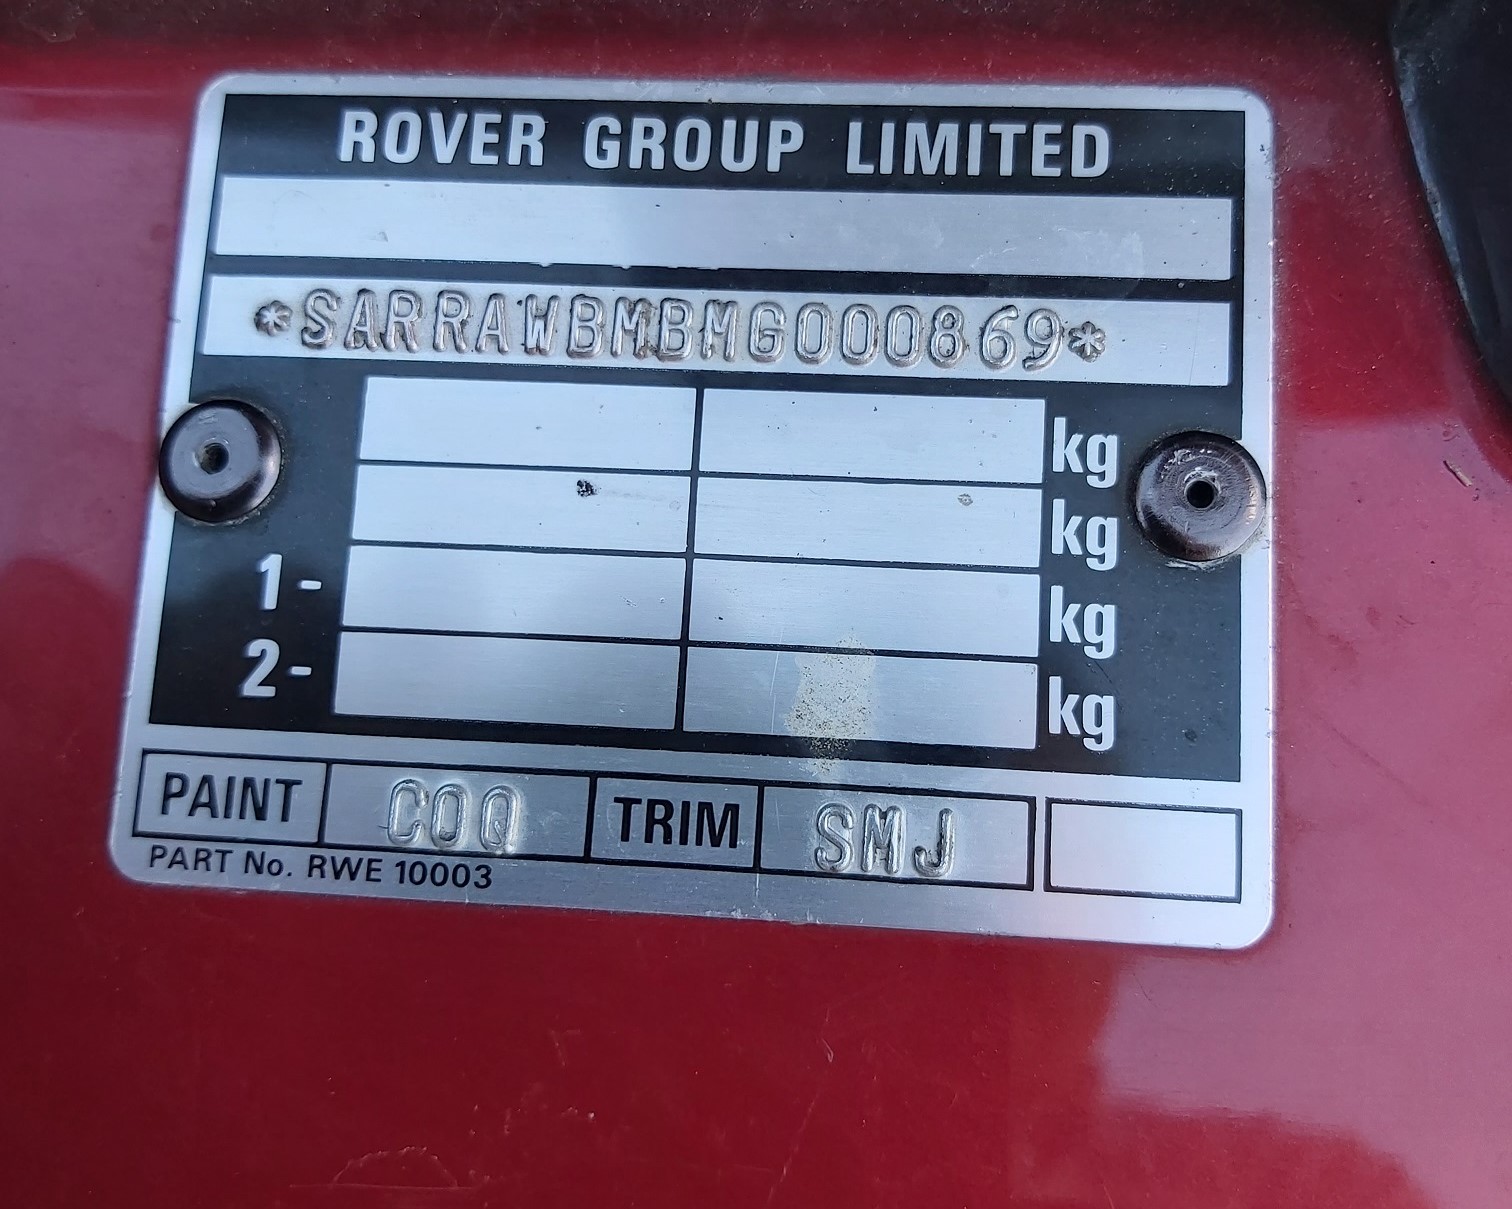 ROVER GROUP LIMITED
*SARRAWBMBMG000869*
kg
kg
1- kg
2- kg
PAINT COQ TRIM SMJ
PART No. RWE 10003